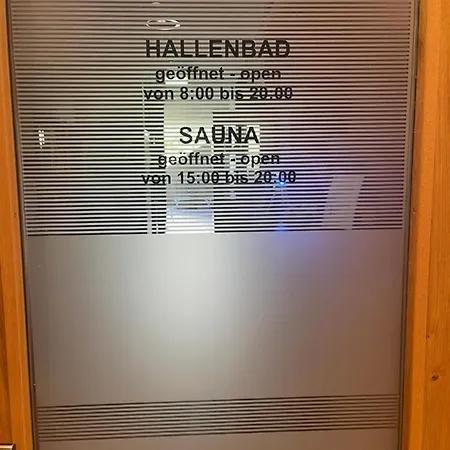 HALLENBAD
geöffnet - open
von 8:00 bis 20.00
SAUNA
geöffnet - open
von 15:00 bis 20.00